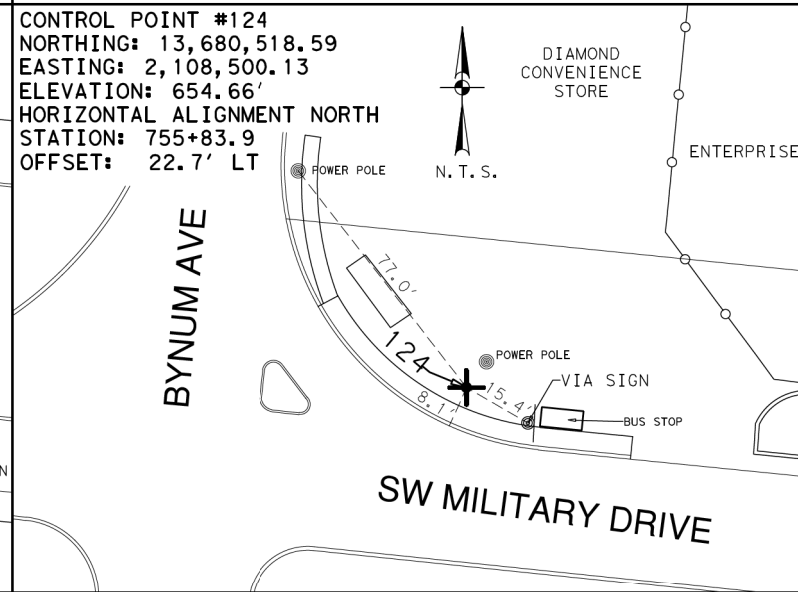 CONTROL POINT #124
NORTHING: 13,680,518.59
EASTING: 2,108,500.13
ELEVATION: 654.66'
HORIZONTAL ALIGNMENT NORTH
STATION: 755+83.9
OFFSET: 22.7' LT
N.T.S.
DIAMOND
CONVENIENCE
STORE
ENTERPRISE
POWER POLE
BYNUM AVE
77.0'
124
POWER POLE
15.4'
8.1'
VIA SIGN
BUS STOP
N
SW MILITARY DRIVE